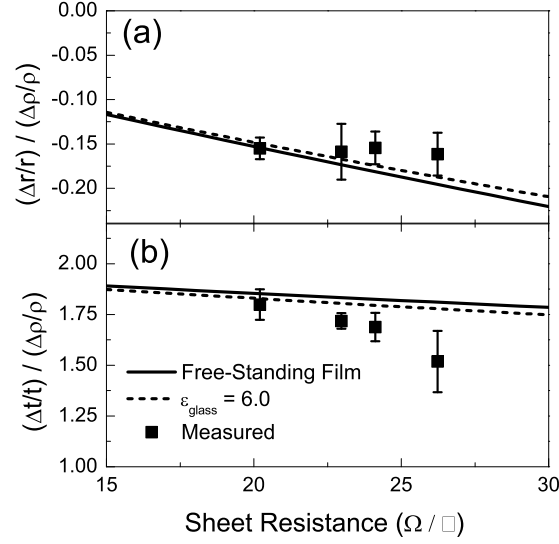 0.00
(a)
-0.05
-0.10
-0.15
-0.20
(Δr/r) / (Δρ/ρ)
(b)
2.00
1.75
1.50
1.25
1.00
(Δt/t) / (Δρ/ρ)
Free-Standing Film
ε_glass = 6.0
Measured
15 20 25 30
Sheet Resistance (Ω / □)